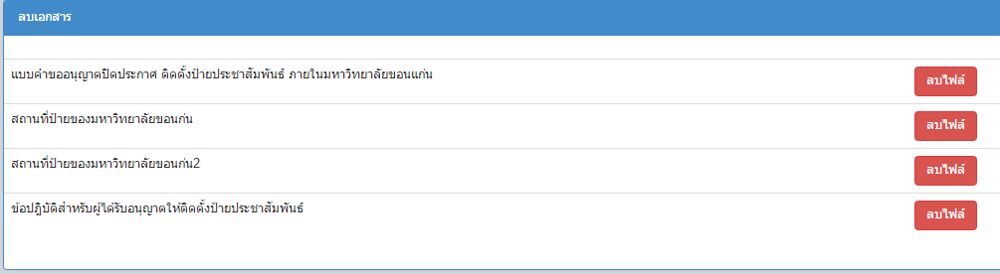 ลบเอกสาร
แบบคำขออนุญาตปิดประกาศ ติดตั้งป้ายประชาสัมพันธ์ ภายในมหาวิทยาลัยขอนแก่น
ลบไฟล์
สถานที่ป้ายของมหาวิทยาลัยขอนก่น
ลบไฟล์
สถานที่ป้ายของมหาวิทยาลัยขอนก่น2
ลบไฟล์
ข้อปฏิบัติสำหรับผู้ได้รับอนุญาตให้ติดตั้งป้ายประชาสัมพันธ์
ลบไฟล์